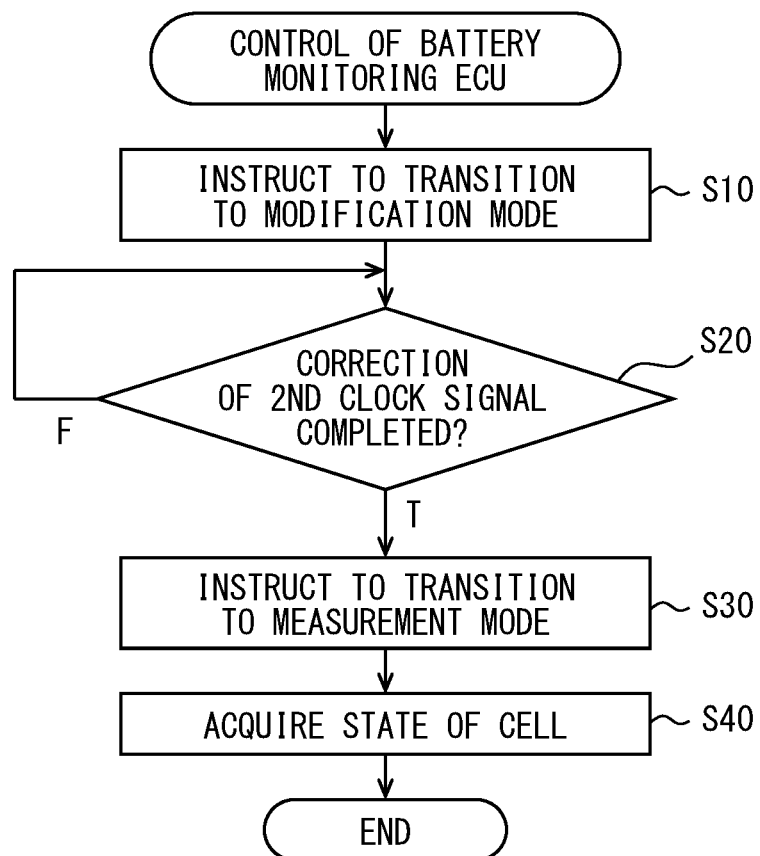 CONTROL OF BATTERY
MONITORING ECU
INSTRUCT TO TRANSITION
TO MODIFICATION MODE
S10
CORRECTION
OF 2ND CLOCK SIGNAL
COMPLETED?
S20
F
T
INSTRUCT TO TRANSITION
TO MEASUREMENT MODE
S30
ACQUIRE STATE OF CELL
S40
END